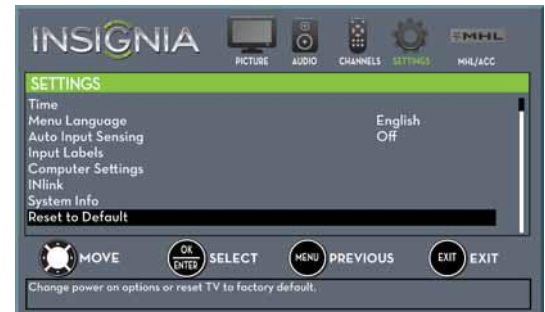 INSIGNIA
PICTURE AUDIO CHANNELS SETTINGS MHL/ACC
MHL
SETTINGS
Time
Menu Language English
Auto Input Sensing Off
Input Labels
Computer Settings
INlink
System Info
Reset to Default
MOVE OK ENTER SELECT MENU PREVIOUS EXIT EXIT
Change power on options or reset TV to factory default.